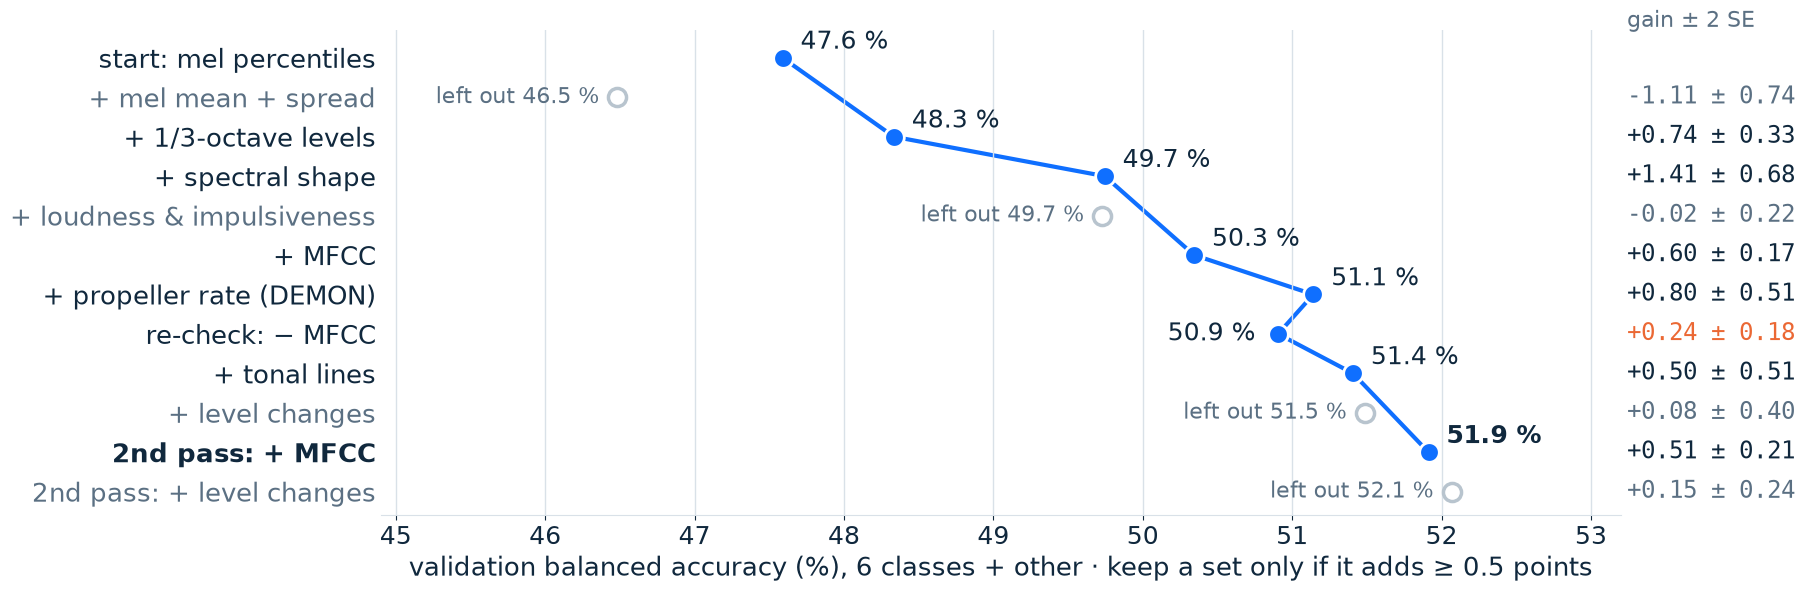 gain ± 2 SE
start: mel percentiles 47.6 %
+ mel mean + spread left out 46.5 % -1.11 ± 0.74
+ 1/3-octave levels 48.3 % +0.74 ± 0.33
+ spectral shape 49.7 % +1.41 ± 0.68
+ loudness & impulsiveness left out 49.7 % -0.02 ± 0.22
+ MFCC 50.3 % +0.60 ± 0.17
+ propeller rate (DEMON) 51.1 % +0.80 ± 0.51
re-check: − MFCC 50.9 % +0.24 ± 0.18
+ tonal lines 51.4 % +0.50 ± 0.51
+ level changes left out 51.5 % +0.08 ± 0.40
2nd pass: + MFCC 51.9 % +0.51 ± 0.21
2nd pass: + level changes left out 52.1 % +0.15 ± 0.24
45 46 47 48 49 50 51 52 53
validation balanced accuracy (%), 6 classes + other · keep a set only if it adds ≥ 0.5 points